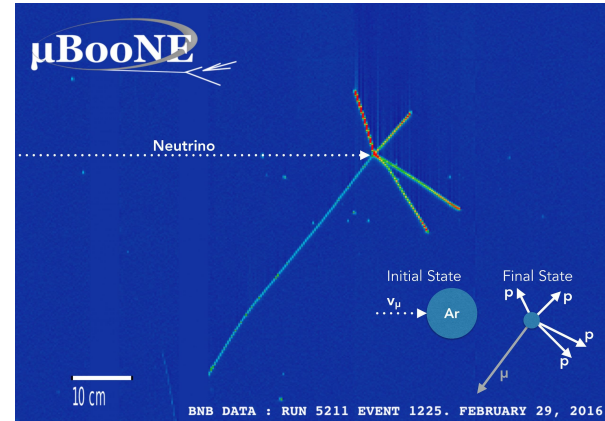 µBooNE
Neutrino
Initial State
ν_μ
Ar
Final State
p
p
p
p
μ
10 cm
BNB DATA : RUN 5211 EVENT 1225. FEBRUARY 29, 2016